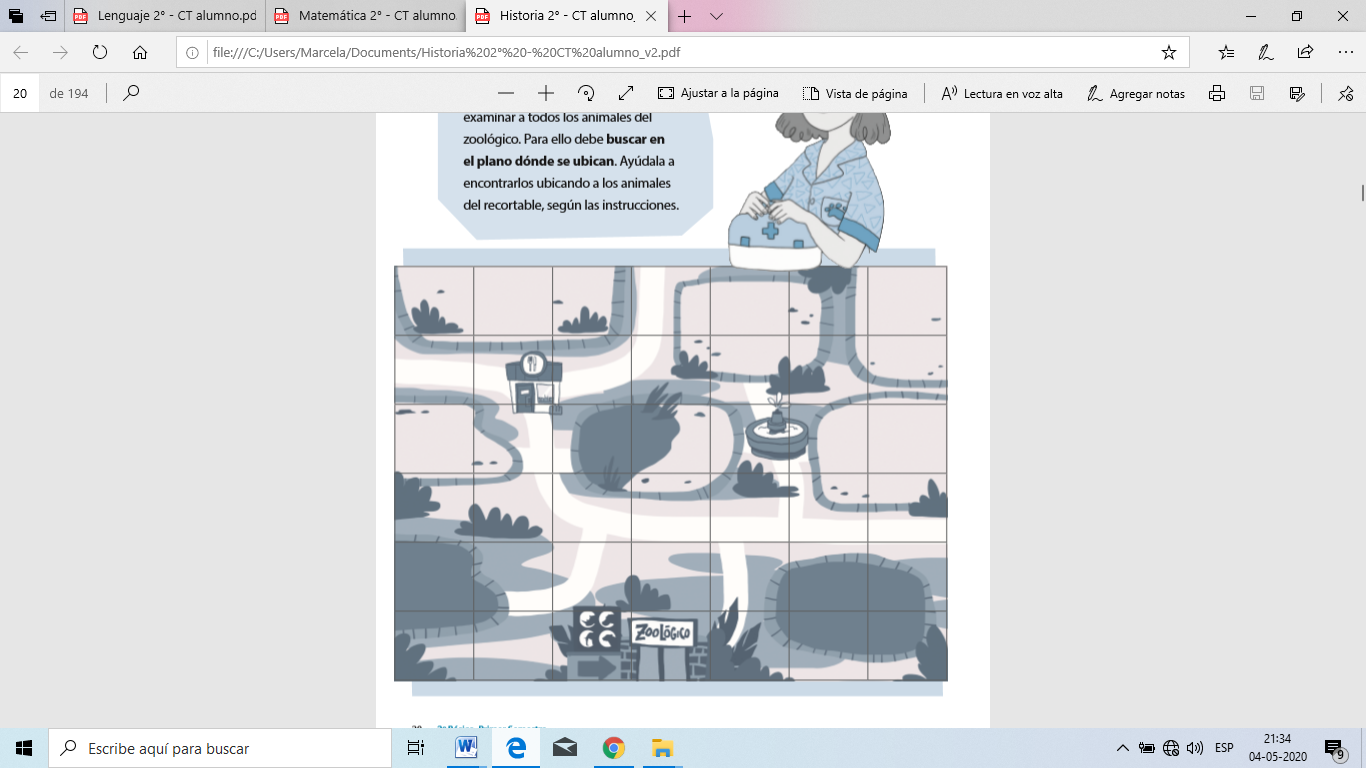 Lenguaje 2° - CT alumno.pd
Matemática 2° - CT alumno.
Historia 2° - CT alumno_
file:///C:/Users/Marcela/Documents/Historia%202°%20-%20CT%20alumno_v2.pdf
20 de 194
Ajustar a la página
Vista de página
Lectura en voz alta
Agregar notas
examinar a todos los animales del
zoológico. Para ello debe buscar en
el plano dónde se ubican. Ayúdala a
encontrarlos ubicando a los animales
del recortable, según las instrucciones.
ZOOLÓGICO
Escribe aquí para buscar
ESP
21:34
04-05-2020
9